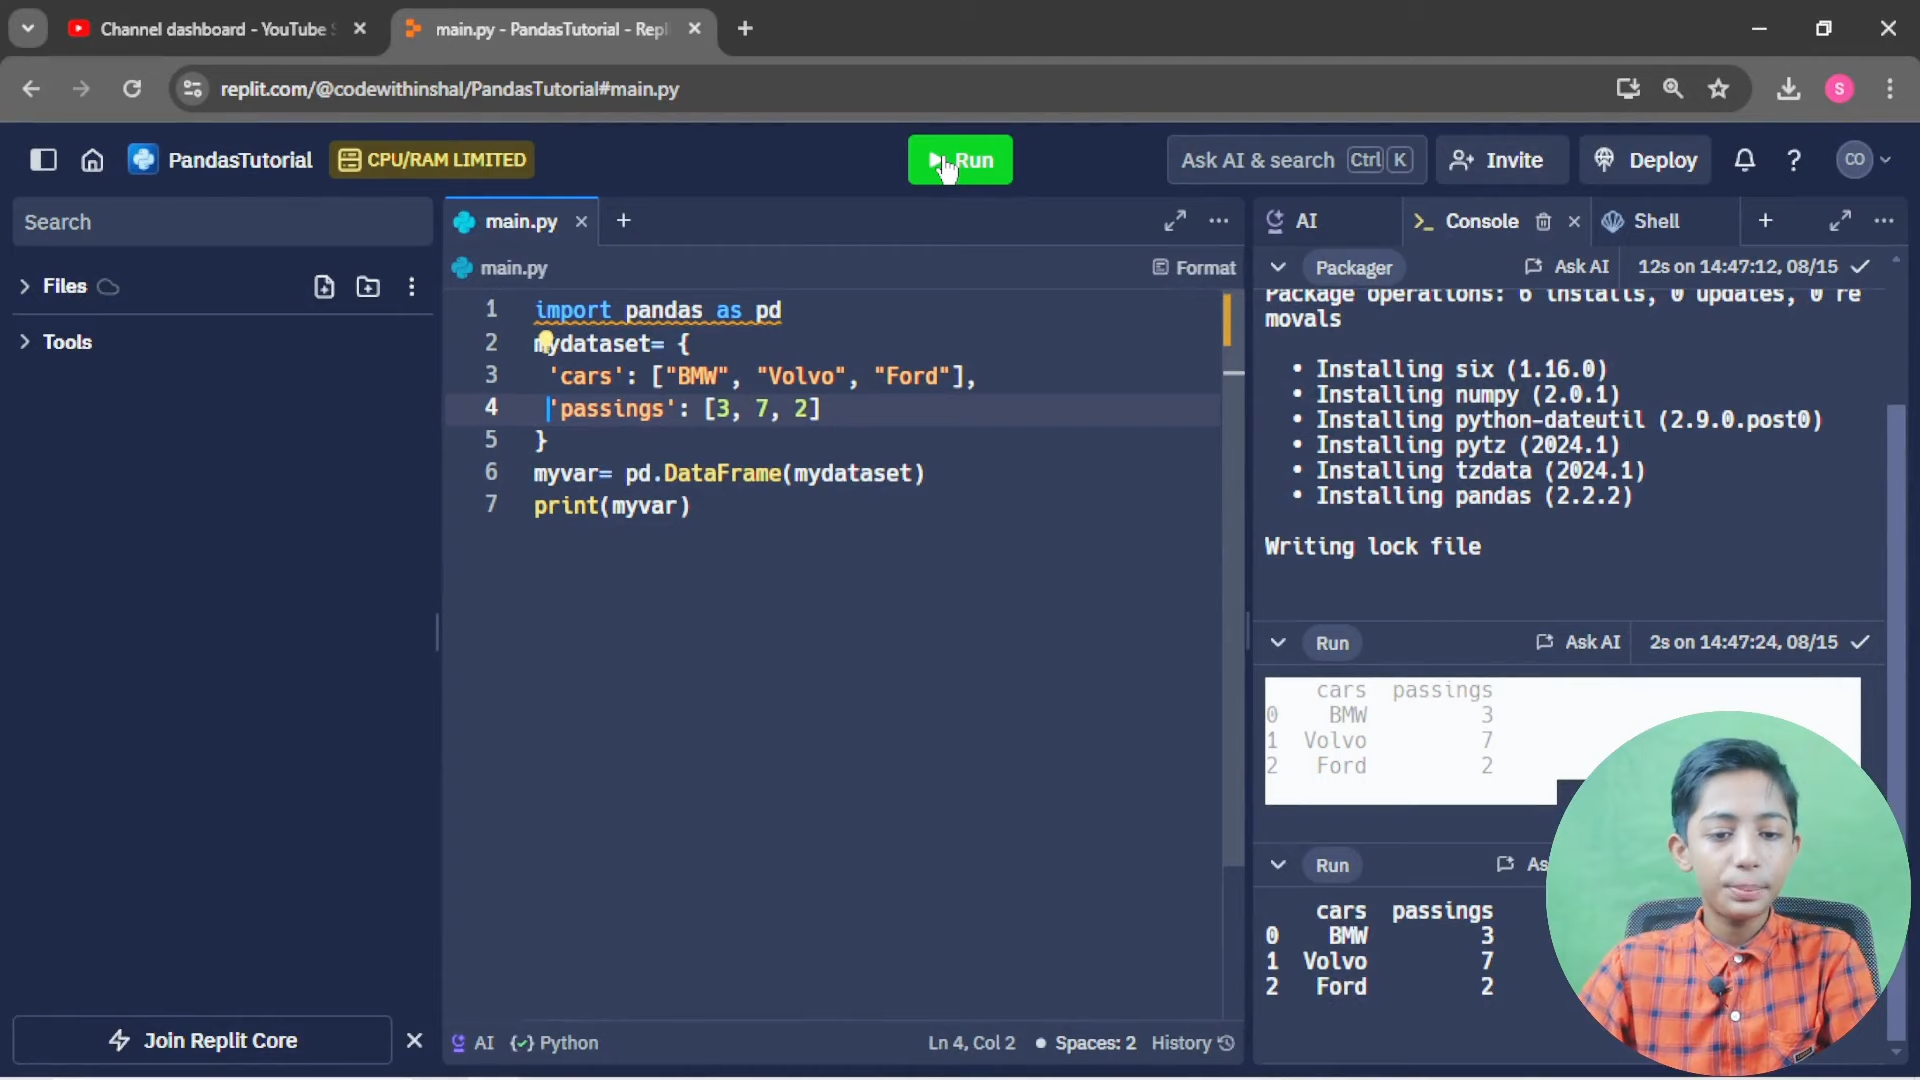 Channel dashboard - YouTube S
main.py - PandasTutorial - Repl
replit.com/@codewithinshal/PandasTutorial#main.py
S
PandasTutorial
CPU/RAM LIMITED
Run
Ask AI & search Ctrl K
Invite
Deploy
?
CO
Search
Files
Tools
main.py
main.py
Format
1 import pandas as pd
2 mydataset= {
3 'cars': ["BMW", "Volvo", "Ford"],
4 'passings': [3, 7, 2]
5 }
6 myvar= pd.DataFrame(mydataset)
7 print(myvar)
AI
Console
Shell
Packager
Ask AI
12s on 14:47:12, 08/15
Package operations: 6 installs, 0 updates, 0 re
movals
• Installing six (1.16.0)
• Installing numpy (2.0.1)
• Installing python-dateutil (2.9.0.post0)
• Installing pytz (2024.1)
• Installing tzdata (2024.1)
• Installing pandas (2.2.2)
Writing lock file
Run
Ask AI
2s on 14:47:24, 08/15
cars passings
0 BMW 3
1 Volvo 7
2 Ford 2
Run
As
cars passings
0 BMW 3
1 Volvo 7
2 Ford 2
Join Replit Core
AI
Python
Ln 4, Col 2
Spaces: 2
History